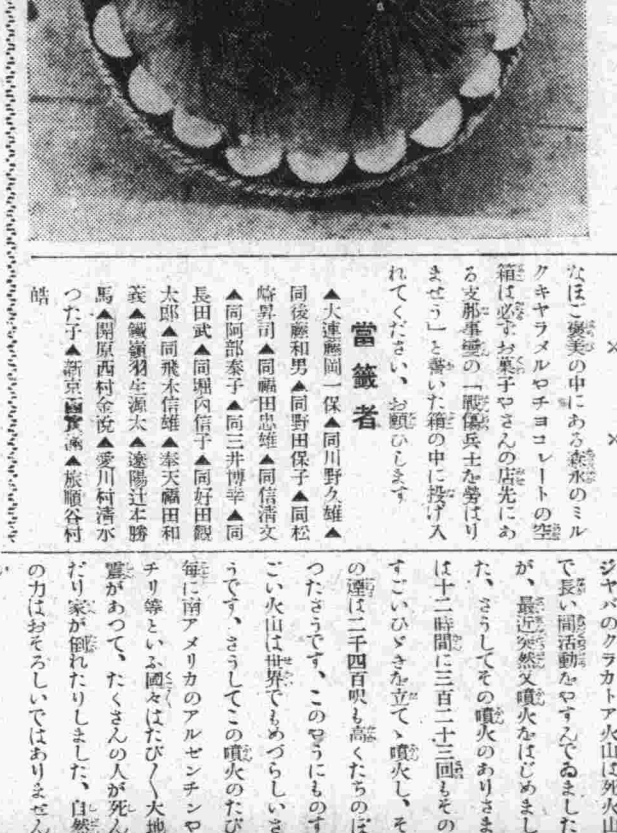 なほご褒美の中にある森永のミル
クキヤラメルやチヨコレートの空
箱は必ずお菓子やさんの店先にあ
る支那事變の「戰傷兵士を勞はり
ませう」と書いた箱の中に投げ入
れてください、お願ひします
當籤者
▲大連藤岡一保▲同川野久雄▲
同後藤和男▲同野田保子▲同松
崎昇司▲同福田忠雄▲同信清文
▲同阿部泰子▲同三井博幸▲同
長田武▲同堀内信子▲同好田觀
太郎▲同飛木信雄▲奉天福田和
義▲鐵嶺羽生源太▲遼陽辻本勝
馬▲開原西村金悅▲愛川村清水
つた子▲新京▲旅順谷村
皓
ジヤバのクラカトア火山は死火山
で長い間活動をやすんでゐました
が、最近突然又噴火をはじめまし
た、さうしてその噴火のありさま
は十二時間に三百二十三回もその
すごいひゞきを立てゝ噴火し、そ
の煙は二千四百呎も高くたちのぼ
つたさうです、このやうにものす
ごい火山は世界でもめづらしいさ
うです、さうしてこの噴火のたび
毎に南アメリカのアルゼンチンや
チリ等といふ國々はたび〱大地
震があつて、たくさんの人が死ん
だり家が倒れたりしました、自然
の力はおそろしいではありません